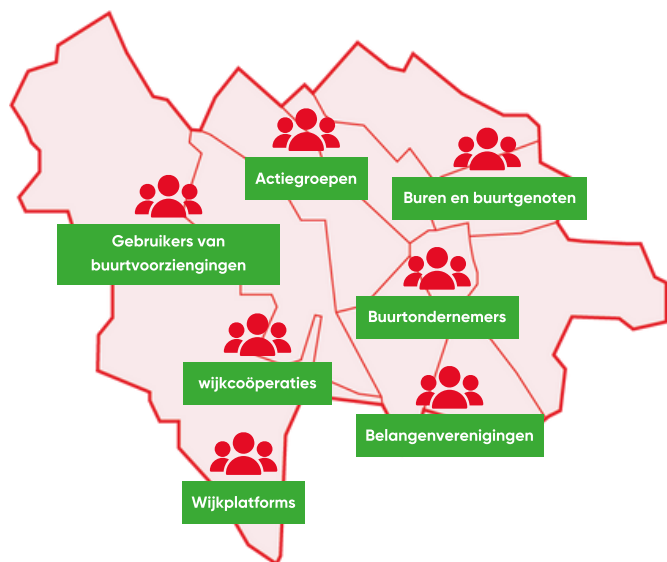 Actiegroepen
Buren en buurtgenoten
Gebruikers van
buurtvoorziengingen
Buurtondernemers
wijkcoöperaties
Belangenverenigingen
Wijkplatforms